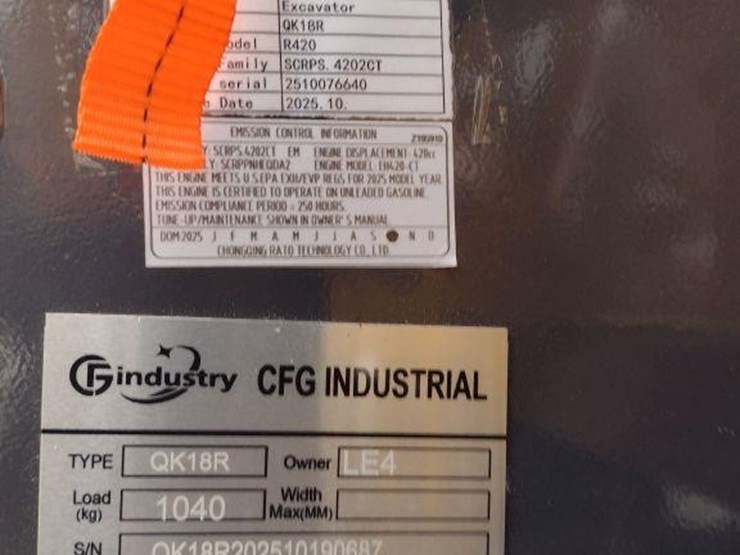 Excavator
QK18R
odel R420
amily SCRPS. 4202CT
serial 2510076640
e Date 2025. 10.
EMISSION CONTROL INFORMATION
Y: SCRPS.4202CT EM ENGINE DISPLACEMENT: 420cc
Y: SCRPPNHEQDA2 ENGINE MODEL: EH420-CT
THIS ENGINE MEETS U.S.EPA EXH/EVP REGS FOR 2025 MODEL YEAR
THIS ENGINE IS CERTIFIED TO OPERATE ON UNLEADED GASOLINE.
EMISSION COMPLIANCE PERIOD = 250 HOURS.
TUNE-UP/MAINTENANCE SHOWN IN OWNER'S MANUAL
DOM:2025 J F M A M J J A S N D
CHONGQING RATO TECHNOLOGY CO.,LTD
CFGindustry CFG INDUSTRIAL
TYPE QK18R Owner LE4
Load (kg) 1040 Width Max(MM)
S/N QK18R202510190687